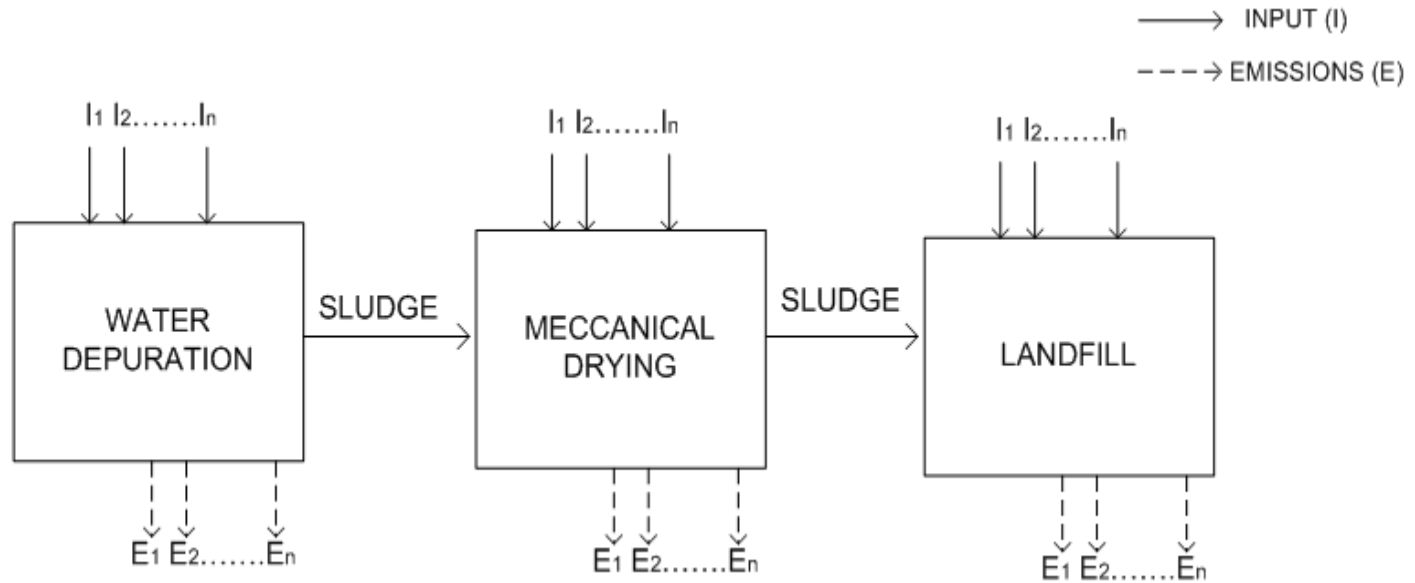 INPUT (I)
EMISSIONS (E)
I1 I2.......In
I1 I2.......In
I1 I2.......In
WATER
DEPURATION
SLUDGE
MECCANICAL
DRYING
SLUDGE
LANDFILL
E1 E2.......En
E1 E2.......En
E1 E2.......En